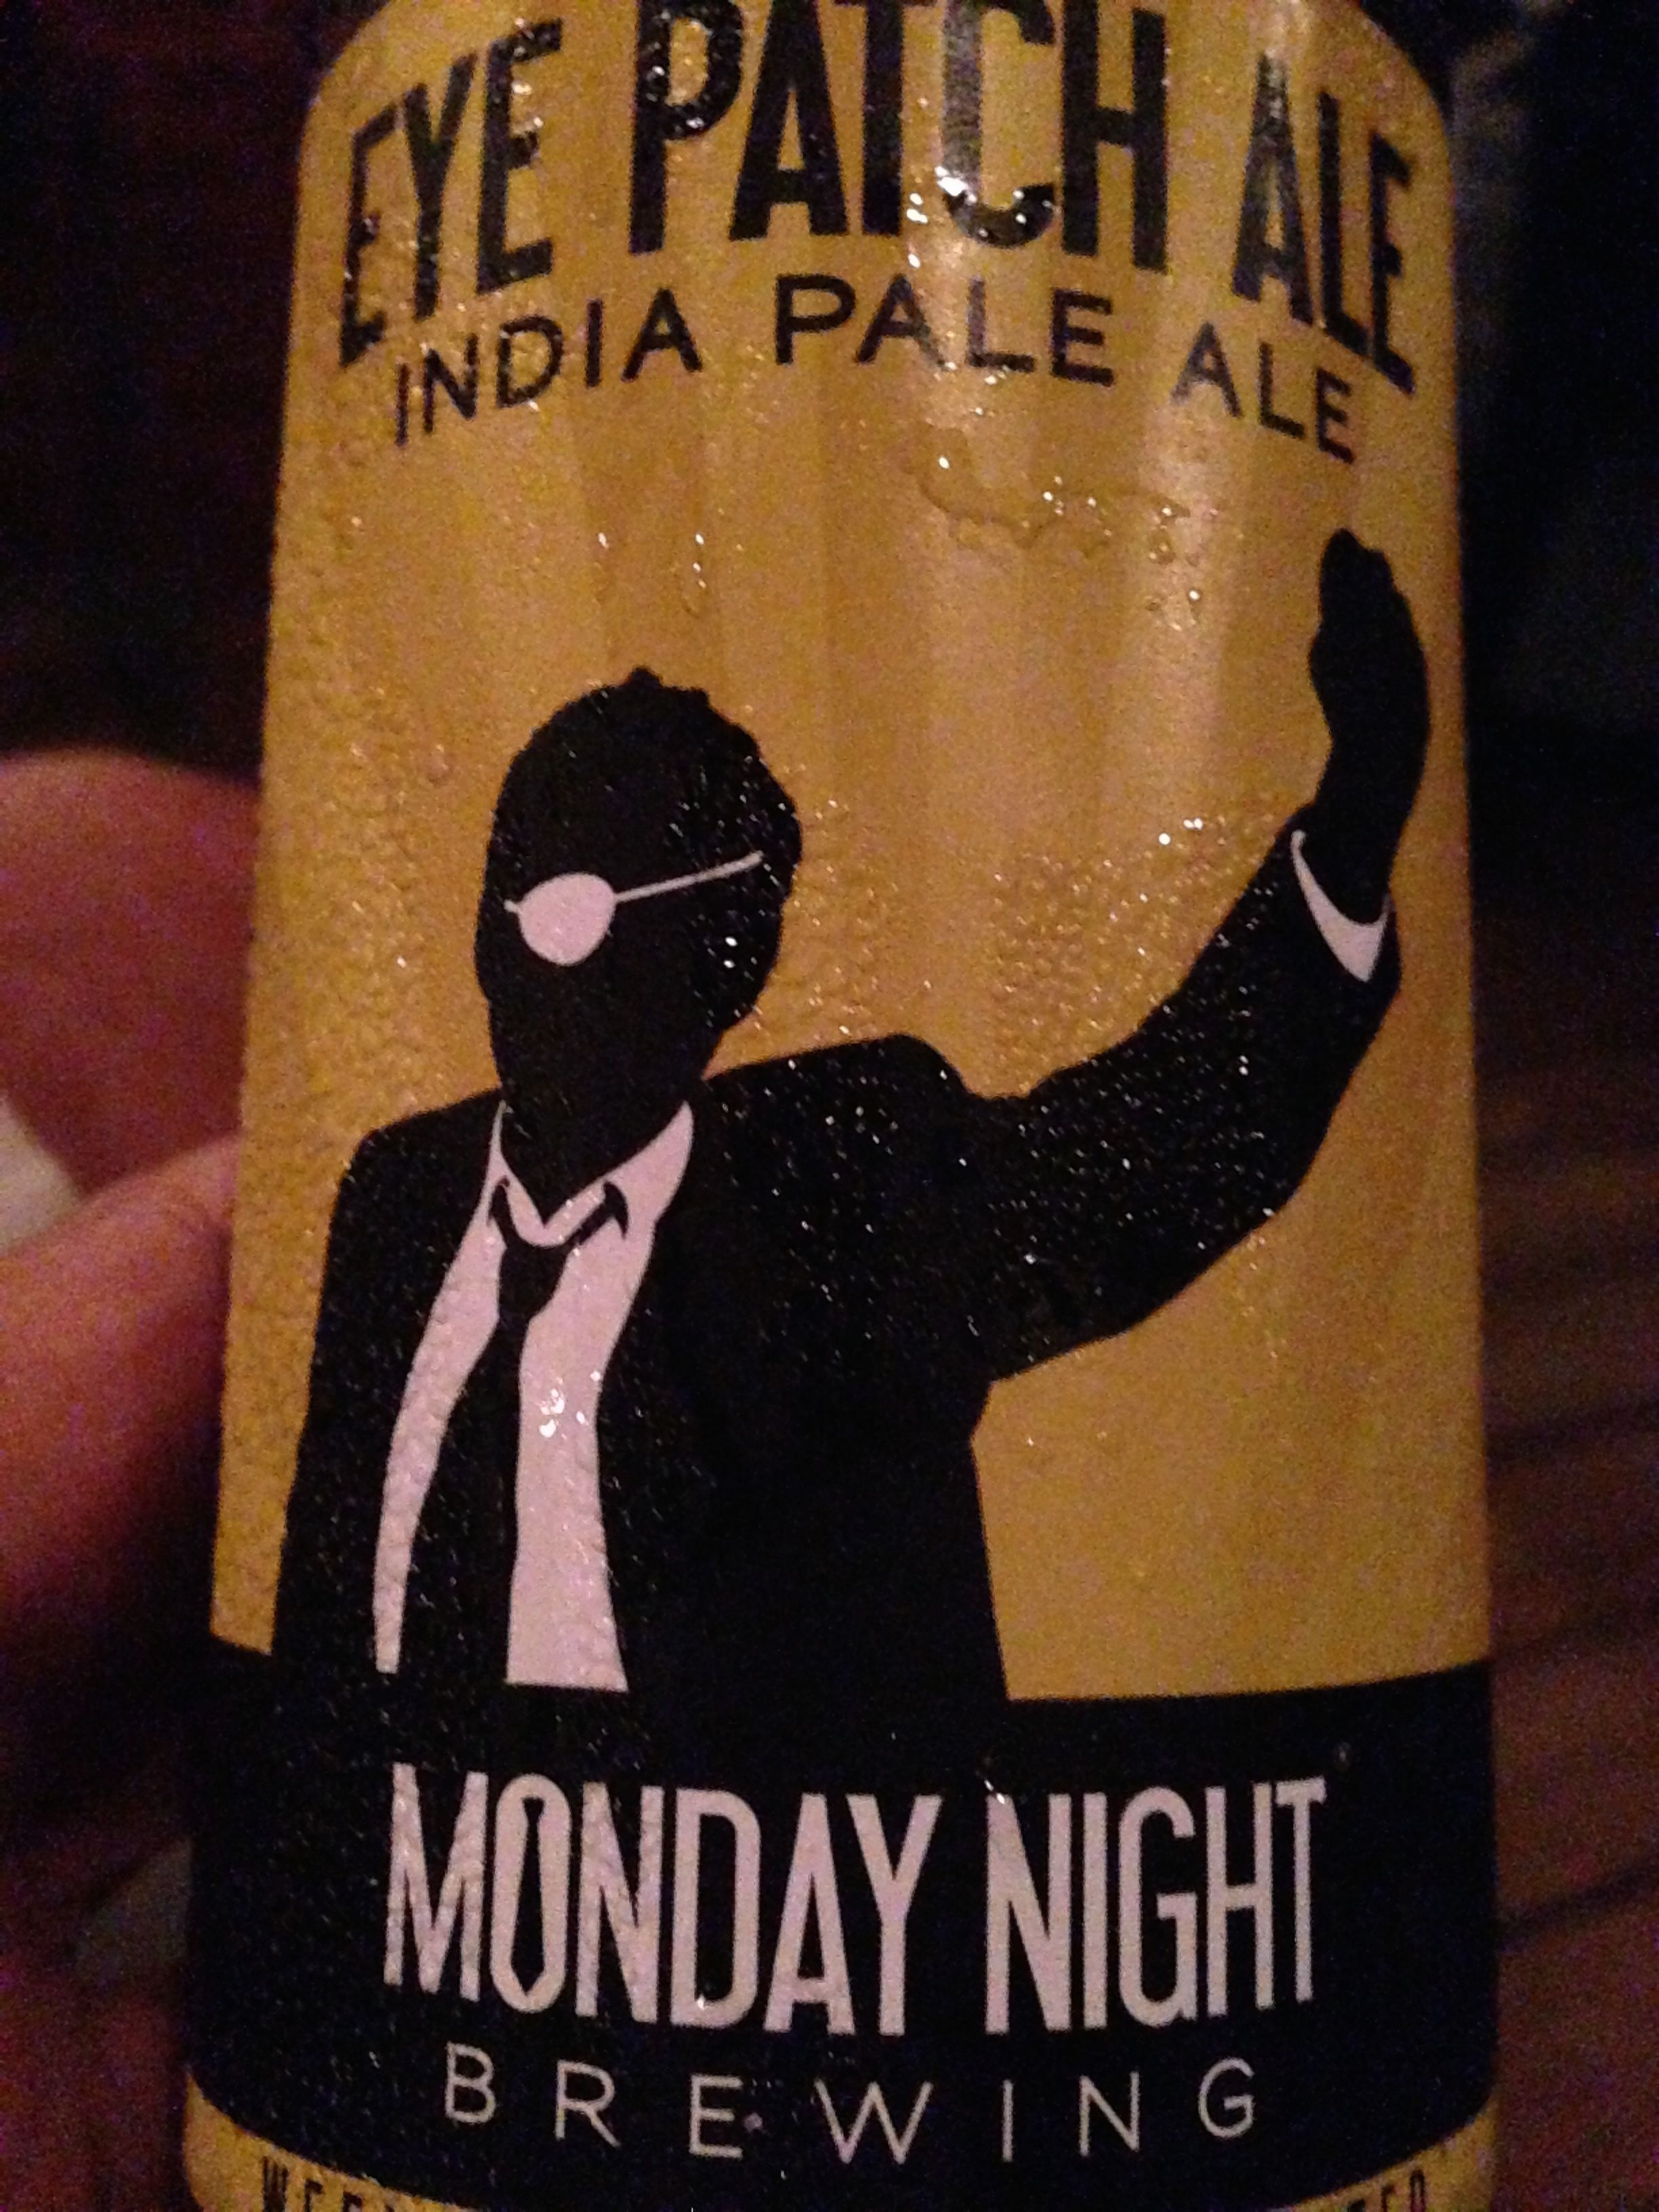 EYE PATCH ALE
INDIA PALE ALE
MONDAY NIGHT
BREWING